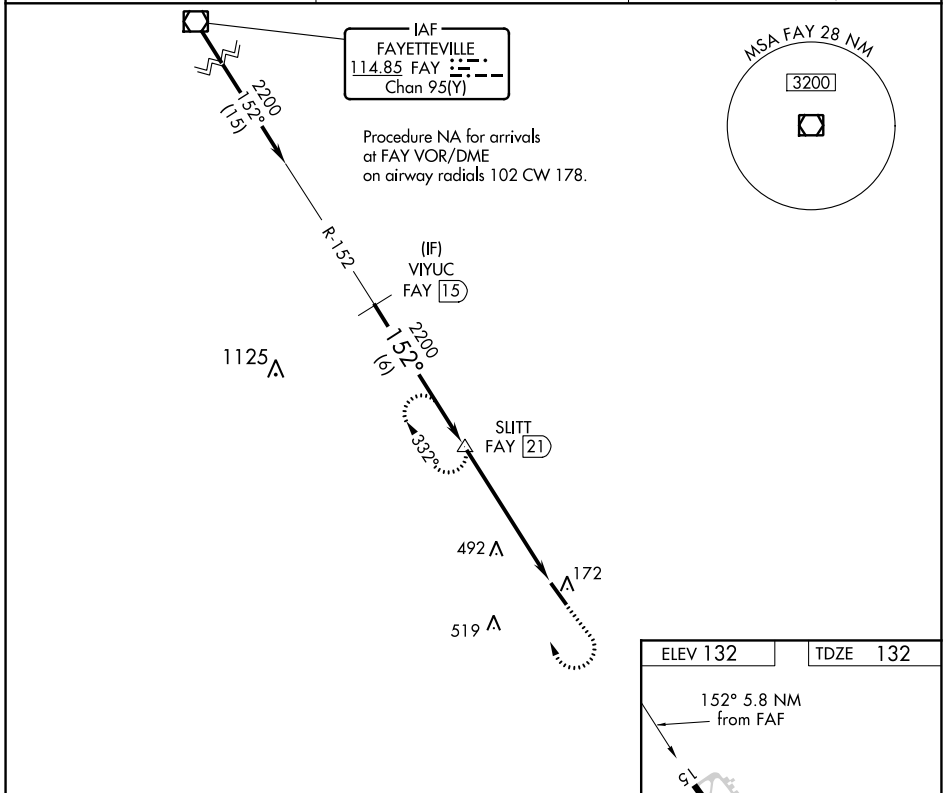 IAF
FAYETTEVILLE
114.85 FAY
Chan 95(Y)
MSA FAY 28 NM
3200
2200
152°
(15)
Procedure NA for arrivals
at FAY VOR/DME
on airway radials 102 CW 178.
R-152
(IF)
VIYUC
FAY 15
2200
152°
(6)
1125
SLITT
FAY 21
332°
492
172
519
ELEV 132
TDZE 132
152° 5.8 NM
from FAF
15